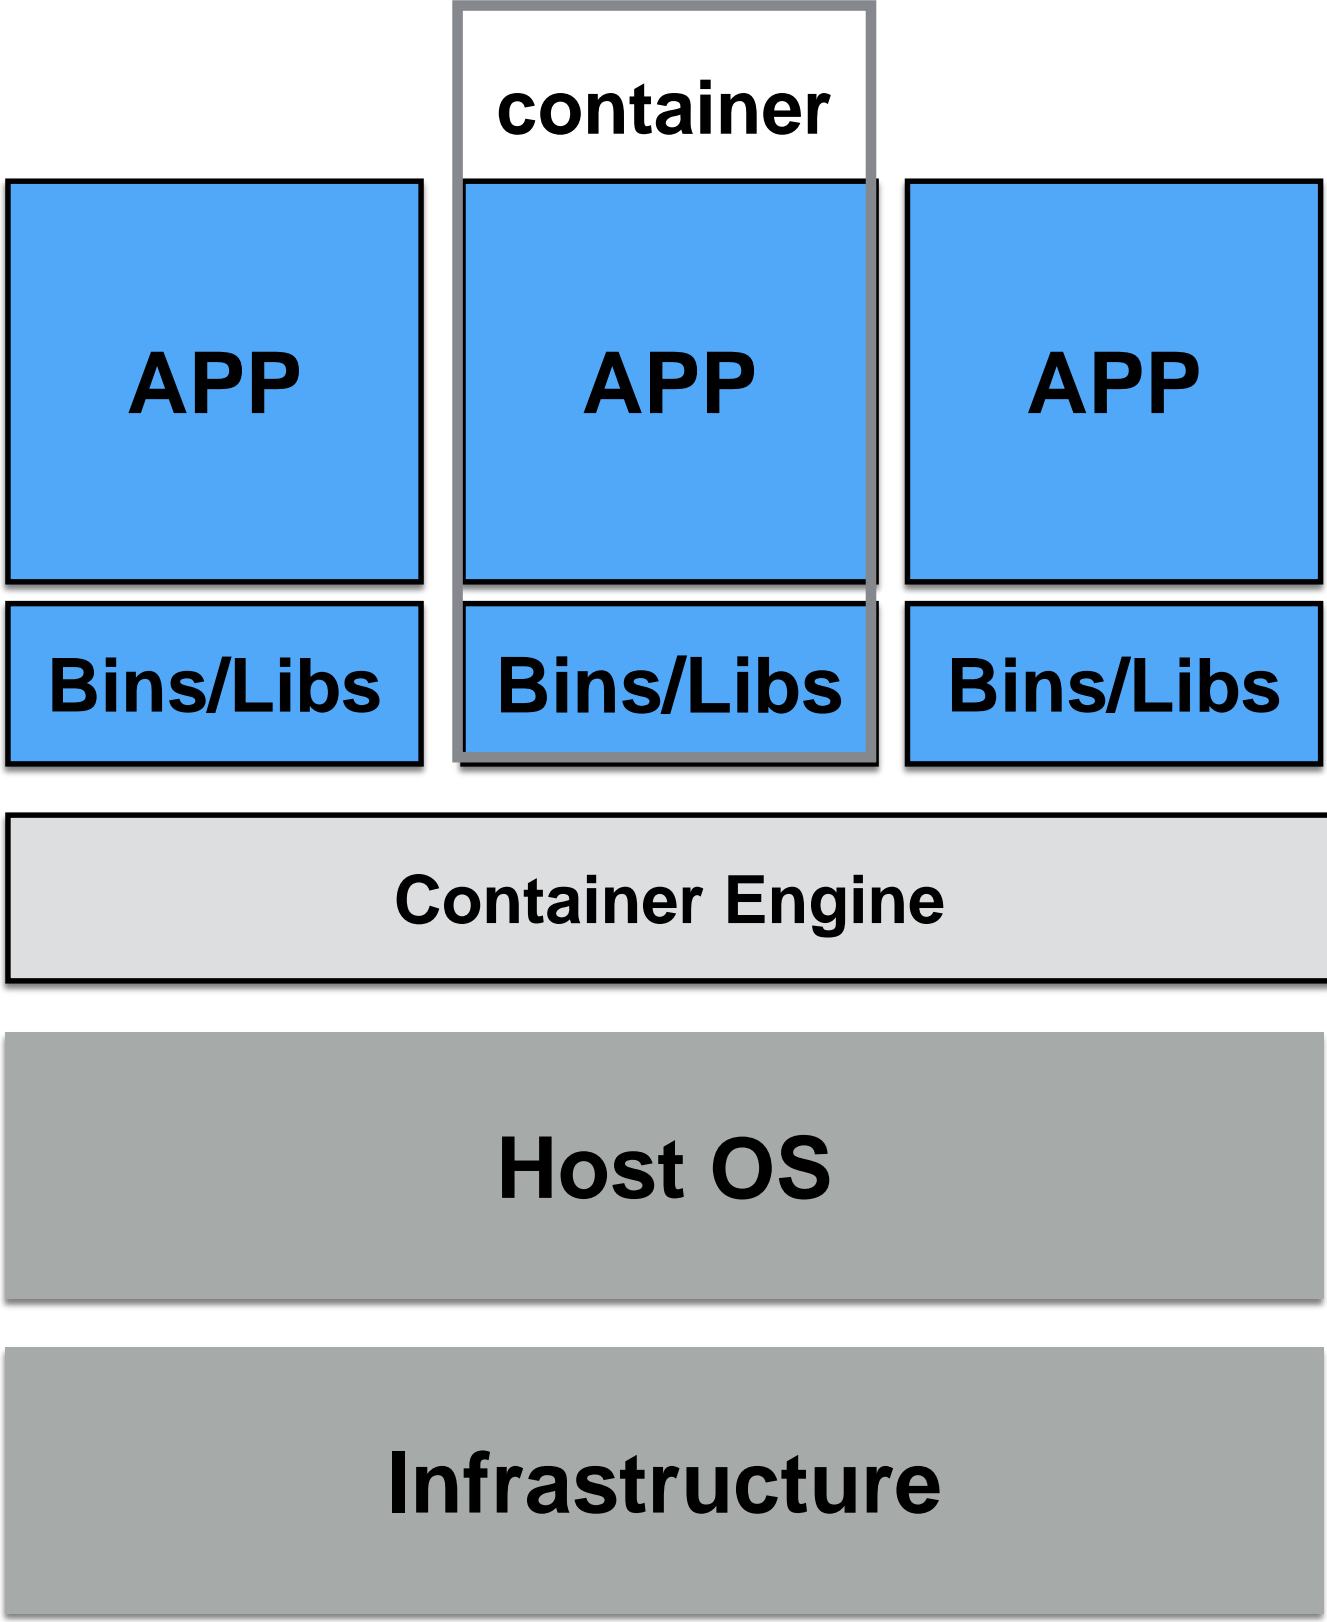 container
APP
APP
APP
Bins/Libs
Bins/Libs
Bins/Libs
Container Engine
Host OS
Infrastructure